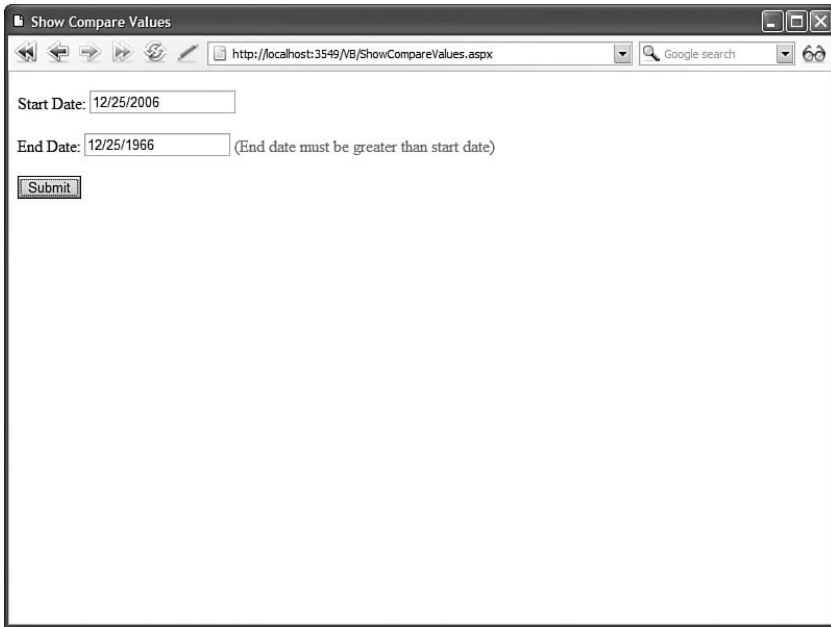 Show Compare Values
http://localhost:3549/VB/ShowCompareValues.aspx
Google search
Start Date: 12/25/2006
End Date: 12/25/1966 (End date must be greater than start date)
Submit